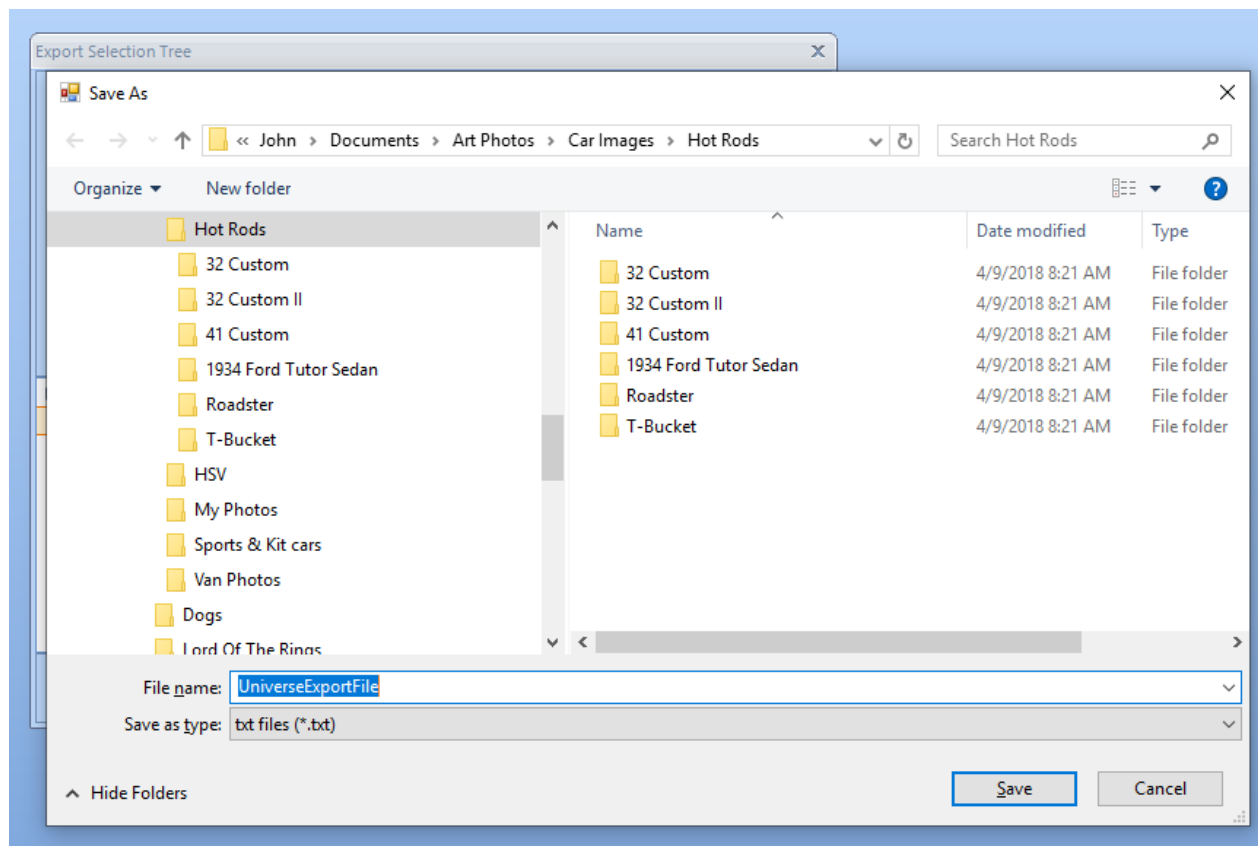 Export Selection Tree
Save As
« John > Documents > Art Photos > Car Images > Hot Rods
Search Hot Rods
Organize
New folder
Hot Rods
32 Custom
32 Custom II
41 Custom
1934 Ford Tutor Sedan
Roadster
T-Bucket
HSV
My Photos
Sports & Kit cars
Van Photos
Dogs
Lord Of The Rings
Name Date modified Type
32 Custom 4/9/2018 8:21 AM File folder
32 Custom II 4/9/2018 8:21 AM File folder
41 Custom 4/9/2018 8:21 AM File folder
1934 Ford Tutor Sedan 4/9/2018 8:21 AM File folder
Roadster 4/9/2018 8:21 AM File folder
T-Bucket 4/9/2018 8:21 AM File folder
File name: UniverseExportFile
Save as type: txt files (*.txt)
Hide Folders
Save
Cancel